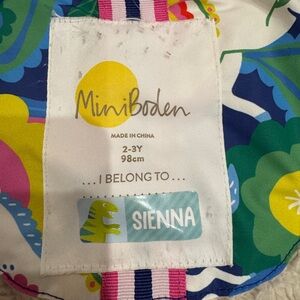 MiniBoden
MADE IN CHINA
2-3Y
98cm
...I BELONG TO...
SIENNA